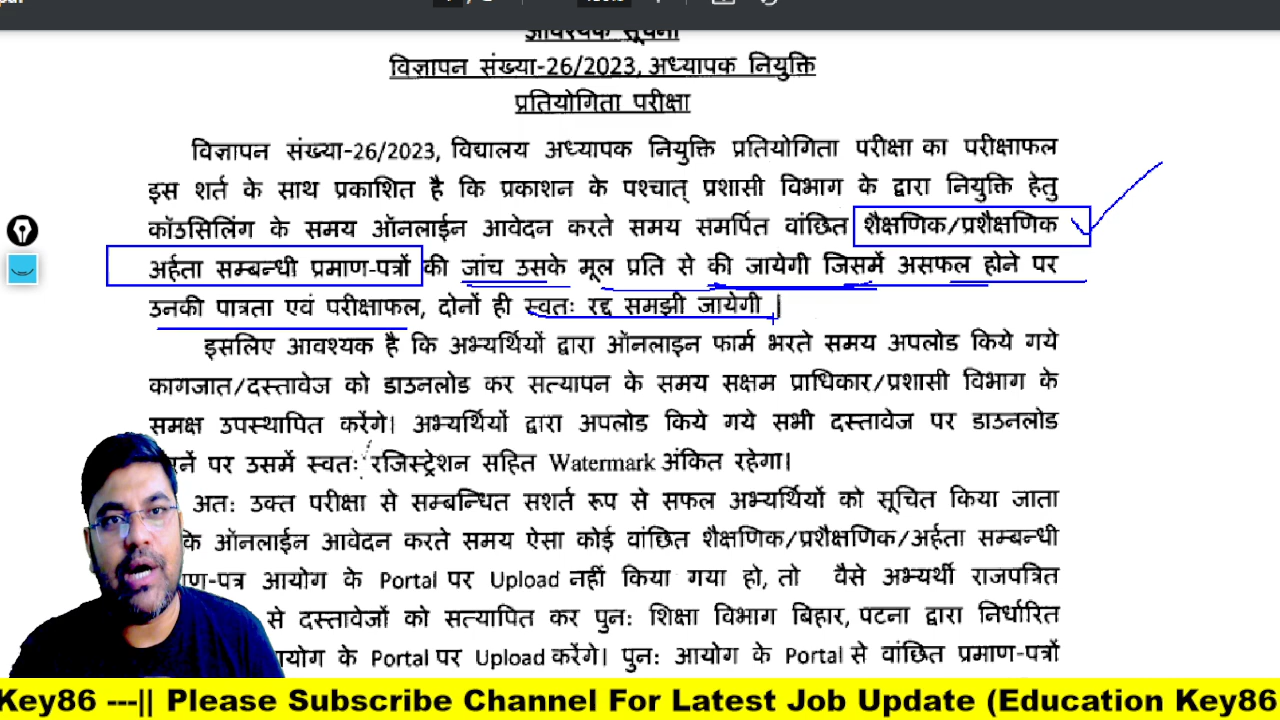 आवश्यक सूचना
विज्ञापन संख्या-26/2023, अध्यापक नियुक्ति
प्रतियोगिता परीक्षा
विज्ञापन संख्या-26/2023, विद्यालय अध्यापक नियुक्ति प्रतियोगिता परीक्षा का परीक्षाफल
इस शर्त के साथ प्रकाशित है कि प्रकाशन के पश्चात् प्रशासी विभाग के द्वारा नियुक्ति हेतु
कॉउसिलिंग के समय ऑनलाईन आवेदन करते समय समर्पित वांछित शैक्षणिक/प्रशैक्षणिक
अर्हता सम्बन्धी प्रमाण-पत्रों की जांच उसके मूल प्रति से की जायेगी जिसमें असफल होने पर
उनकी पात्रता एवं परीक्षाफल, दोनों ही स्वतः रद्द समझी जायेगी।
इसलिए आवश्यक है कि अभ्यर्थियों द्वारा ऑनलाइन फार्म भरते समय अपलोड किये गये
कागजात/दस्तावेज को डाउनलोड कर सत्यापन के समय सक्षम प्राधिकार/प्रशासी विभाग के
समक्ष उपस्थापित करेंगे। अभ्यर्थियों द्वारा अपलोड किये गये सभी दस्तावेज पर डाउनलोड
पर उसमें स्वतः रजिस्ट्रेशन सहित Watermark अंकित रहेगा।
अतः उक्त परीक्षा से सम्बन्धित सशर्त रूप से सफल अभ्यर्थियों को सूचित किया जाता
ऑनलाईन आवेदन करते समय ऐसा कोई वांछित शैक्षणिक/प्रशैक्षणिक/अर्हता सम्बन्धी
आयोग के Portal पर Upload नहीं किया गया हो, तो वैसे अभ्यर्थी राजपत्रित
से दस्तावेजों को सत्यापित कर पुनः शिक्षा विभाग बिहार, पटना द्वारा निर्धारित
के Portal पर Upload करेंगे। पुनः आयोग के Portal से वांछित प्रमाण-पत्रों
Key86 ---|| Please Subscribe Channel For Latest Job Update (Education Key86